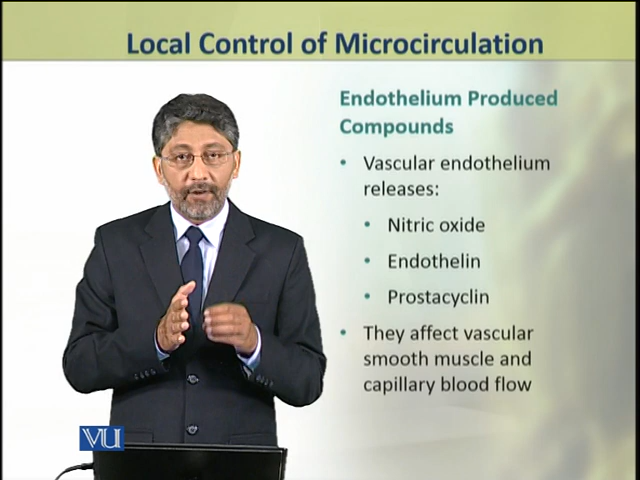 Local Control of Microcirculation
Endothelium Produced
Compounds
• Vascular endothelium
releases:
• Nitric oxide
• Endothelin
• Prostacyclin
• They affect vascular
smooth muscle and
capillary blood flow
VU